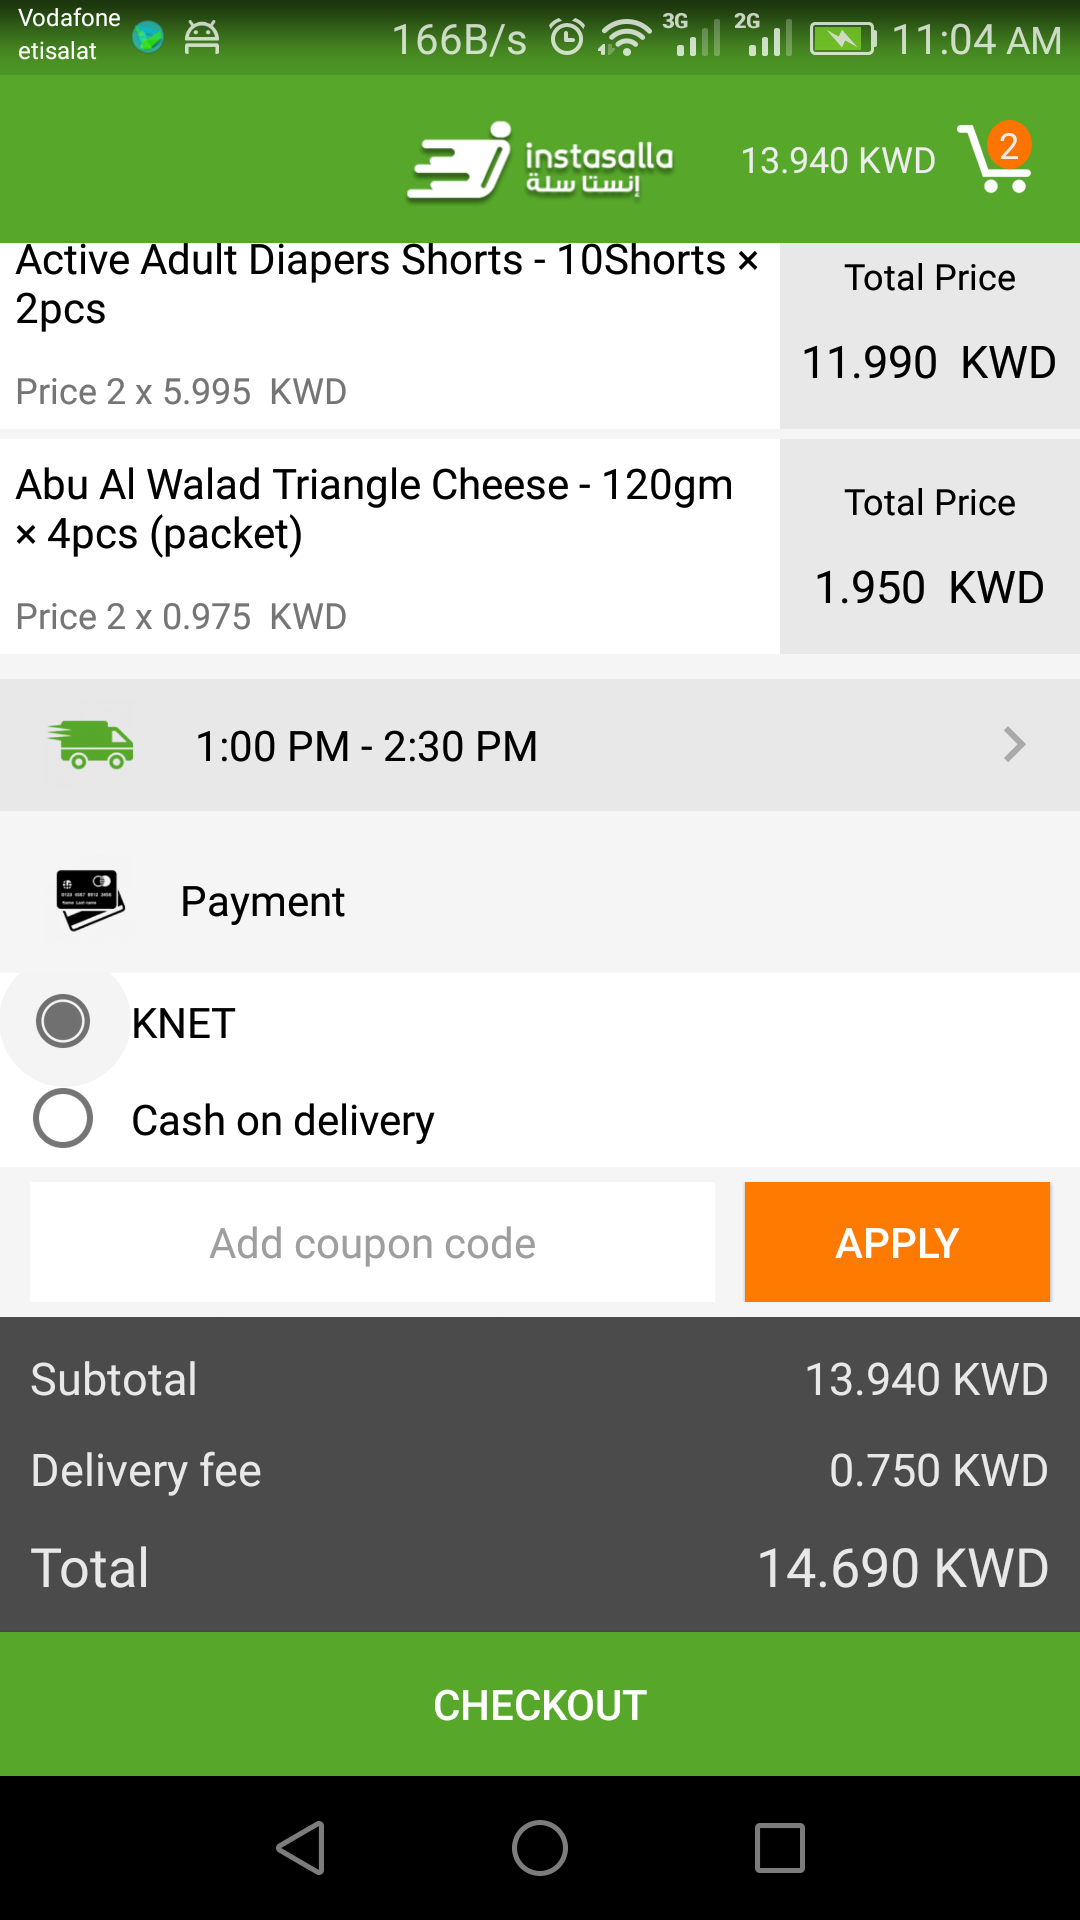 Vodafone
etisalat
166B/s 3G 2G 11:04 AM
instasalla
إنستا سلة
13.940 KWD 2
Active Adult Diapers Shorts - 10Shorts ×
2pcs
Price 2 x 5.995 KWD
Total Price
11.990 KWD
Abu Al Walad Triangle Cheese - 120gm
× 4pcs (packet)
Price 2 x 0.975 KWD
Total Price
1.950 KWD
1:00 PM - 2:30 PM
Payment
KNET
Cash on delivery
Add coupon code
APPLY
Subtotal 13.940 KWD
Delivery fee 0.750 KWD
Total 14.690 KWD
CHECKOUT